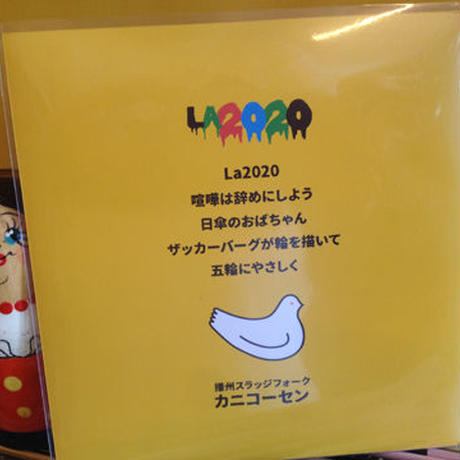 LA2020
La2020
喧嘩は辞めにしよう
日傘のおばちゃん
ザッカーバーグが輪を描いて
五輪にやさしく
播州スラッジフォーク
カニコーセン